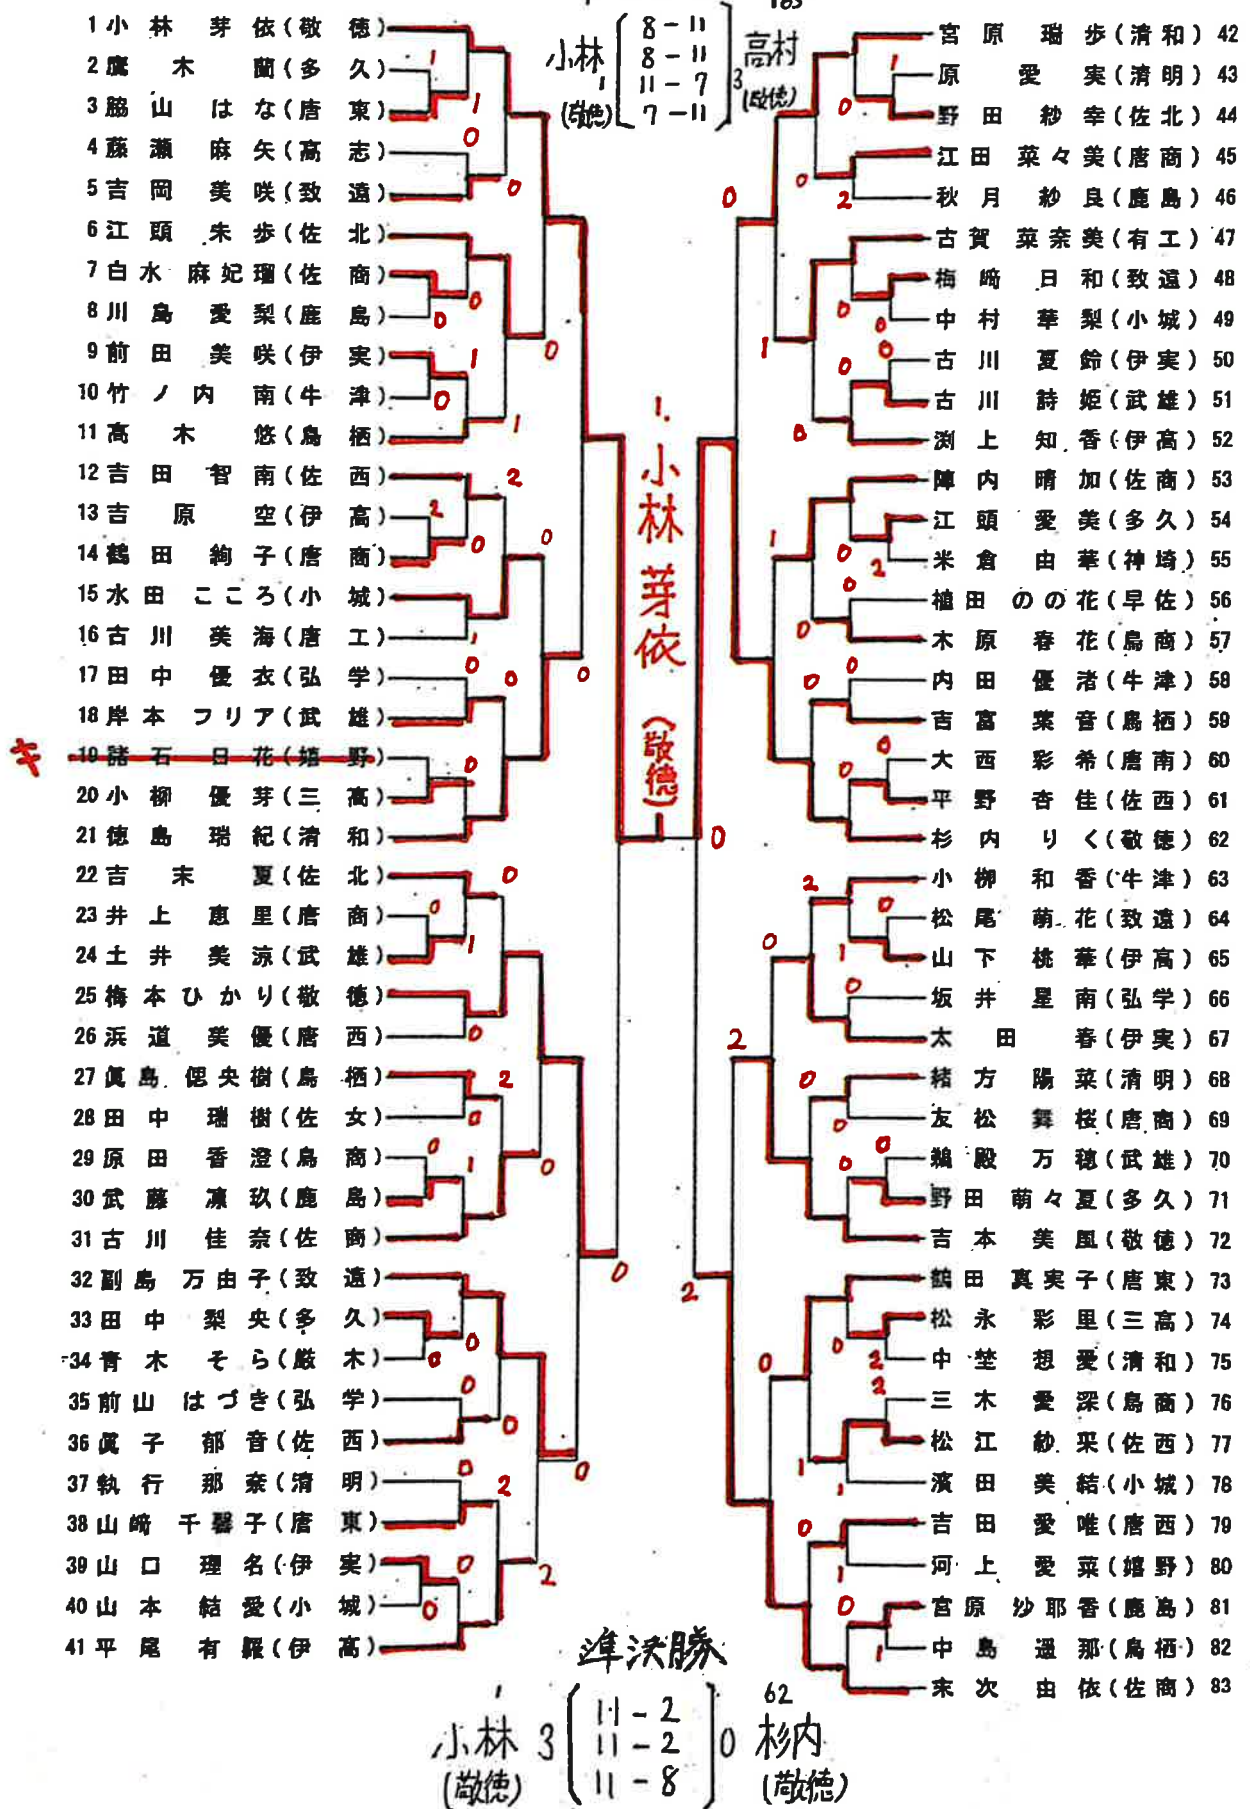 小林 8-11 高村
8-11
1 11-7 3
(敬徳) 7-11 (敬徳)
1 小林 芽依 (敬徳)
2 鷹木 蘭 (多久)
3 脇山 はな (唐東)
4 藤瀬 麻矢 (高志)
5 吉岡 美咲 (致遠)
6 江頭 朱歩 (佐北)
7 白水 麻妃瑠 (佐商)
8 川島 愛梨 (鹿島)
9 前田 美咲 (伊実)
10 竹ノ内 南 (牛津)
11 高木 悠 (鳥栖)
12 吉田 智南 (佐西)
13 吉原 空 (伊高)
14 鶴田 絢子 (唐商)
15 水田 こころ (小城)
16 古川 美海 (唐工)
17 田中 優衣 (弘学)
18 岸本 フリア (武雄)
キ 19 諸石 日花 (嬉野)
20 小柳 優芽 (三高)
21 徳島 瑞紀 (清和)
22 吉末 夏 (佐北)
23 井上 恵里 (唐商)
24 土井 美涼 (武雄)
25 梅本 ひかり (敬徳)
26 浜道 美優 (唐西)
27 眞島 偲央樹 (鳥栖)
28 田中 瑞樹 (佐女)
29 原田 香澄 (鳥商)
30 武藤 凛玖 (鹿島)
31 古川 佳奈 (佐商)
32 副島 万由子 (致遠)
33 田中 梨央 (多久)
34 青木 そら (厳木)
35 前山 はづき (弘学)
36 眞子 郁音 (佐西)
37 執行 那奈 (清明)
38 山﨑 千馨子 (唐東)
39 山口 理名 (伊実)
40 山本 結愛 (小城)
41 平尾 有羅 (伊高)
1. 小林芽依 (敬徳)
宮原 瑞歩 (清和) 42
原 愛実 (清明) 43
野田 紗幸 (佐北) 44
江田 菜々美 (唐商) 45
秋月 紗良 (鹿島) 46
古賀 菜奈美 (有工) 47
梅﨑 日和 (致遠) 48
中村 華梨 (小城) 49
古川 夏鈴 (伊実) 50
古川 詩姫 (武雄) 51
渕上 知香 (伊高) 52
陣内 晴加 (佐商) 53
江頭 愛美 (多久) 54
米倉 由華 (神埼) 55
植田 のの花 (早佐) 56
木原 春花 (鳥商) 57
内田 優渚 (牛津) 58
吉富 葉音 (鳥栖) 59
大西 彩希 (唐南) 60
平野 杏佳 (佐西) 61
杉内 りく (敬徳) 62
小柳 和香 (牛津) 63
松尾 萌花 (致遠) 64
山下 桃華 (伊高) 65
坂井 星南 (弘学) 66
太田 春 (伊実) 67
緒方 陽菜 (清明) 68
友松 舞桜 (唐商) 69
鵜殿 万穂 (武雄) 70
野田 萌々夏 (多久) 71
吉本 美風 (敬徳) 72
鶴田 真実子 (唐東) 73
松永 彩里 (三高) 74
中埜 想愛 (清和) 75
三木 愛深 (鳥商) 76
松江 紗采 (佐西) 77
濱田 美結 (小城) 78
吉田 愛唯 (唐西) 79
河上 愛菜 (嬉野) 80
宮原 沙耶香 (鹿島) 81
中島 遥那 (鳥栖) 82
末次 由依 (佐商) 83
準決勝
1 62
11-2
小林 3 11-2 0 杉内
(敬徳) 11-8 (敬徳)